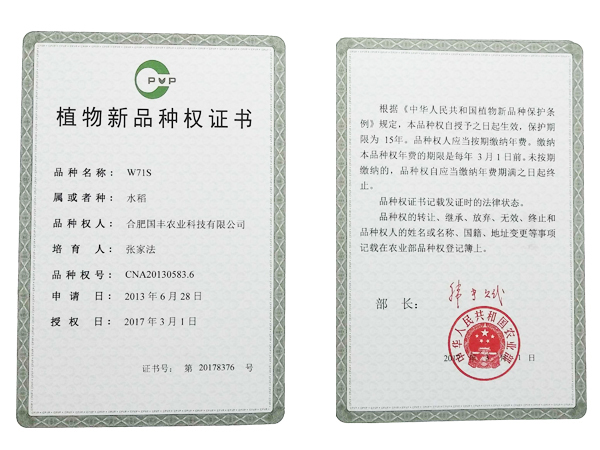 PVP
植物新品种权证书
品种名称： W71S
属或者种： 水稻
品种权人： 合肥国丰农业科技有限公司
培育人： 张家法
品种权号： CNA20130583.6
申请日： 2013年6月28日
授权日： 2017年3月1日
证书号： 第 20178376 号
根据《中华人民共和国植物新品种保护条
例》规定，本品种权自授予之日起生效，保护期
限为 15年。品种权人应当按期缴纳年费。缴纳
本品种权年费的期限是每年 3月1日前。未按期
缴纳的，品种权自应当缴纳年费期满之日起终
止。
品种权证书记载发证时的法律状态。
品种权的转让、继承、放弃、无效、终止和
品种权人的姓名或名称、国籍、地址变更等事项
记载在农业部品种权登记簿上。
部长：
中华人民共和国农业部
1日